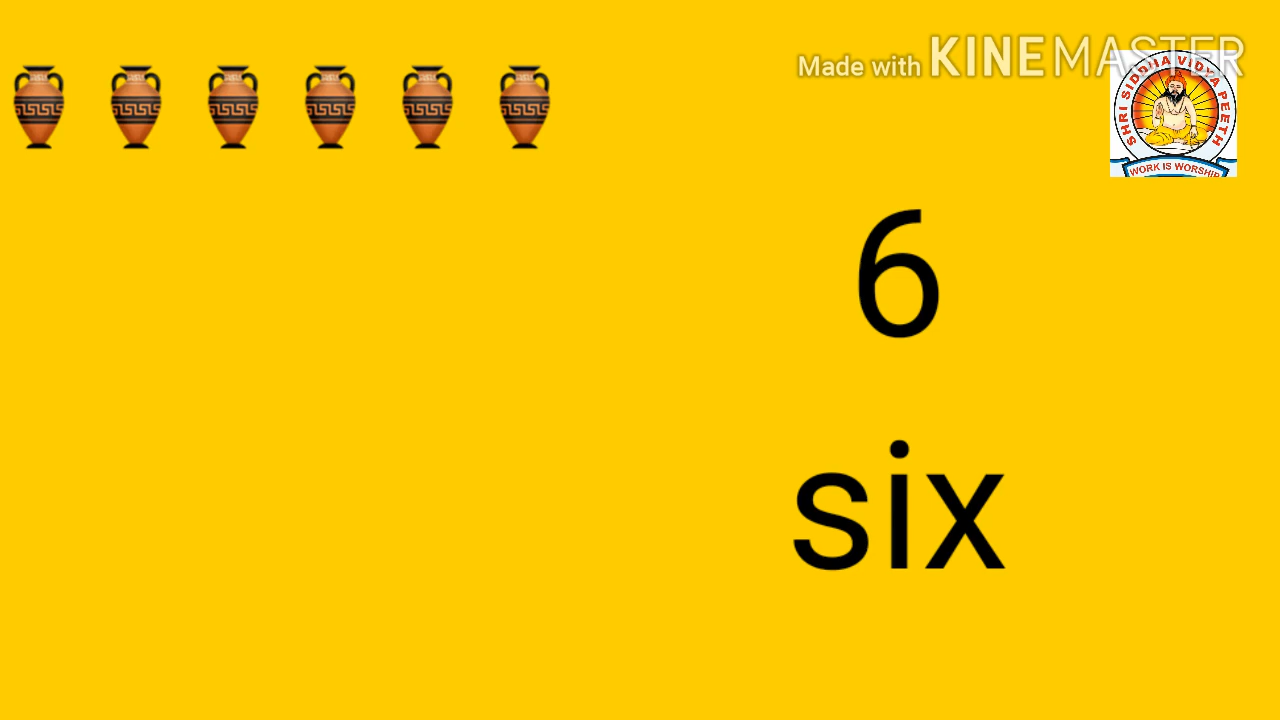 Made with KINEMASTER
SHRI SIDDHA VIDYA PEETH
WORK IS WORSHIP
6
six